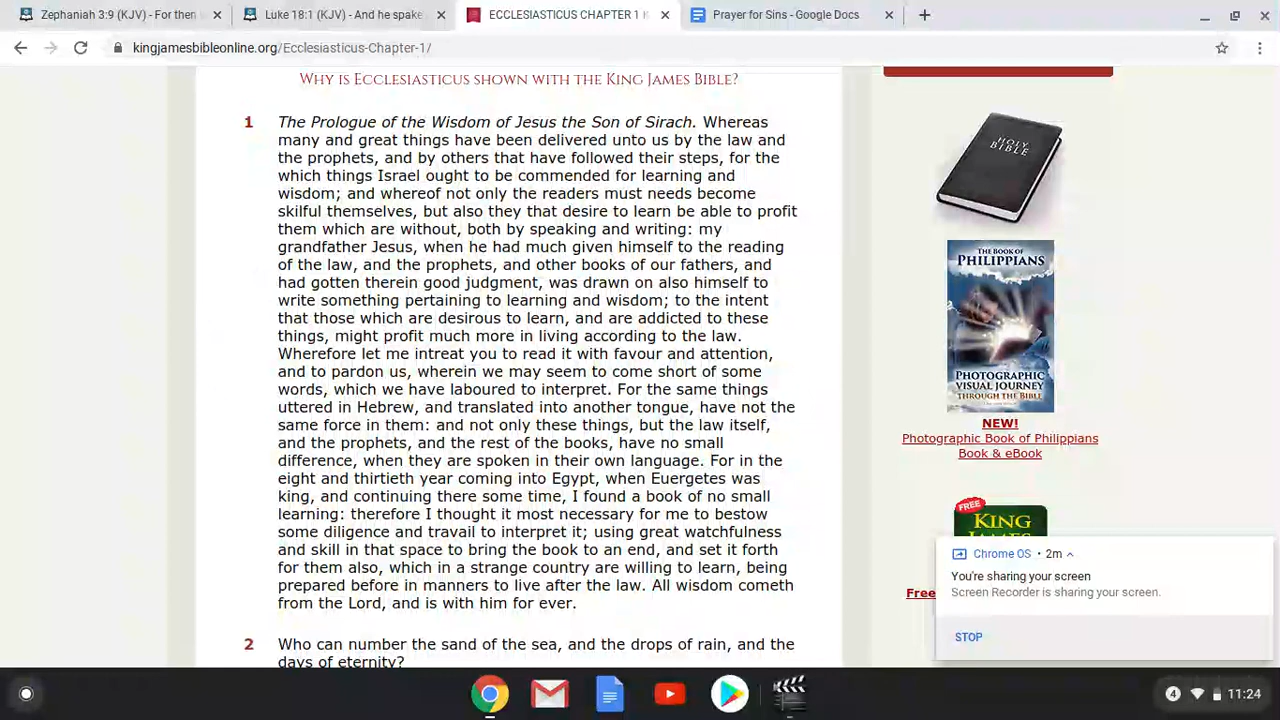 Zephaniah 3:9 (KJV) - For then
Luke 18:1 (KJV) - And he spake
ECCLESIASTICUS CHAPTER 1 K
Prayer for Sins - Google Docs
kingjamesbibleonline.org/Ecclesiasticus-Chapter-1/
Why is Ecclesiasticus shown with the King James Bible?
1 The Prologue of the Wisdom of Jesus the Son of Sirach. Whereas
many and great things have been delivered unto us by the law and
the prophets, and by others that have followed their steps, for the
which things Israel ought to be commended for learning and
wisdom; and whereof not only the readers must needs become
skilful themselves, but also they that desire to learn be able to profit
them which are without, both by speaking and writing: my
grandfather Jesus, when he had much given himself to the reading
of the law, and the prophets, and other books of our fathers, and
had gotten therein good judgment, was drawn on also himself to
write something pertaining to learning and wisdom; to the intent
that those which are desirous to learn, and are addicted to these
things, might profit much more in living according to the law.
Wherefore let me intreat you to read it with favour and attention,
and to pardon us, wherein we may seem to come short of some
words, which we have laboured to interpret. For the same things
uttered in Hebrew, and translated into another tongue, have not the
same force in them: and not only these things, but the law itself,
and the prophets, and the rest of the books, have no small
difference, when they are spoken in their own language. For in the
eight and thirtieth year coming into Egypt, when Euergetes was
king, and continuing there some time, I found a book of no small
learning: therefore I thought it most necessary for me to bestow
some diligence and travail to interpret it; using great watchfulness
and skill in that space to bring the book to an end, and set it forth
for them also, which in a strange country are willing to learn, being
prepared before in manners to live after the law. All wisdom cometh
from the Lord, and is with him for ever.
2 Who can number the sand of the sea, and the drops of rain, and the
days of eternity?
HOLY
BIBLE
THE BOOK OF
PHILIPPIANS
PHOTOGRAPHIC
VISUAL JOURNEY
THROUGH THE BIBLE
NEW!
Photographic Book of Philippians
Book & eBook
FREE
KING
JAMES
Free
Chrome OS • 2m
You're sharing your screen
Screen Recorder is sharing your screen.
STOP
4 11:24